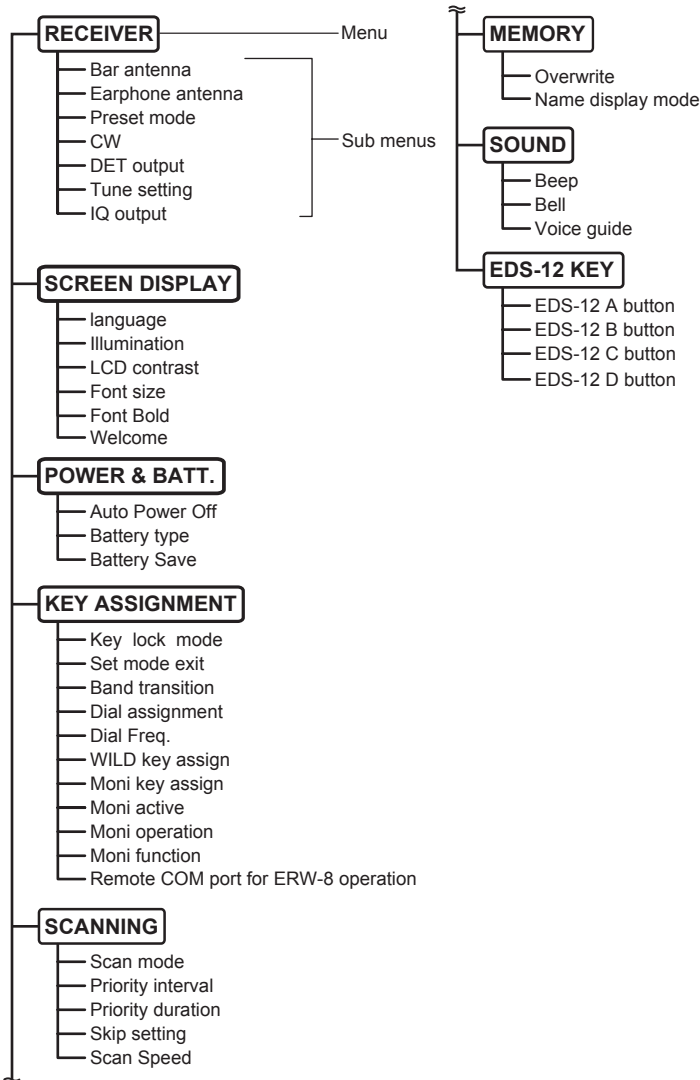 RECEIVER
Menu
Bar antenna
Earphone antenna
Preset mode
CW
DET output
Tune setting
IQ output
Sub menus
SCREEN DISPLAY
language
Illumination
LCD contrast
Font size
Font Bold
Welcome
POWER & BATT.
Auto Power Off
Battery type
Battery Save
KEY ASSIGNMENT
Key lock mode
Set mode exit
Band transition
Dial assignment
Dial Freq.
WILD key assign
Moni key assign
Moni active
Moni operation
Moni function
Remote COM port for ERW-8 operation
SCANNING
Scan mode
Priority interval
Priority duration
Skip setting
Scan Speed
MEMORY
Overwrite
Name display mode
SOUND
Beep
Bell
Voice guide
EDS-12 KEY
EDS-12 A button
EDS-12 B button
EDS-12 C button
EDS-12 D button